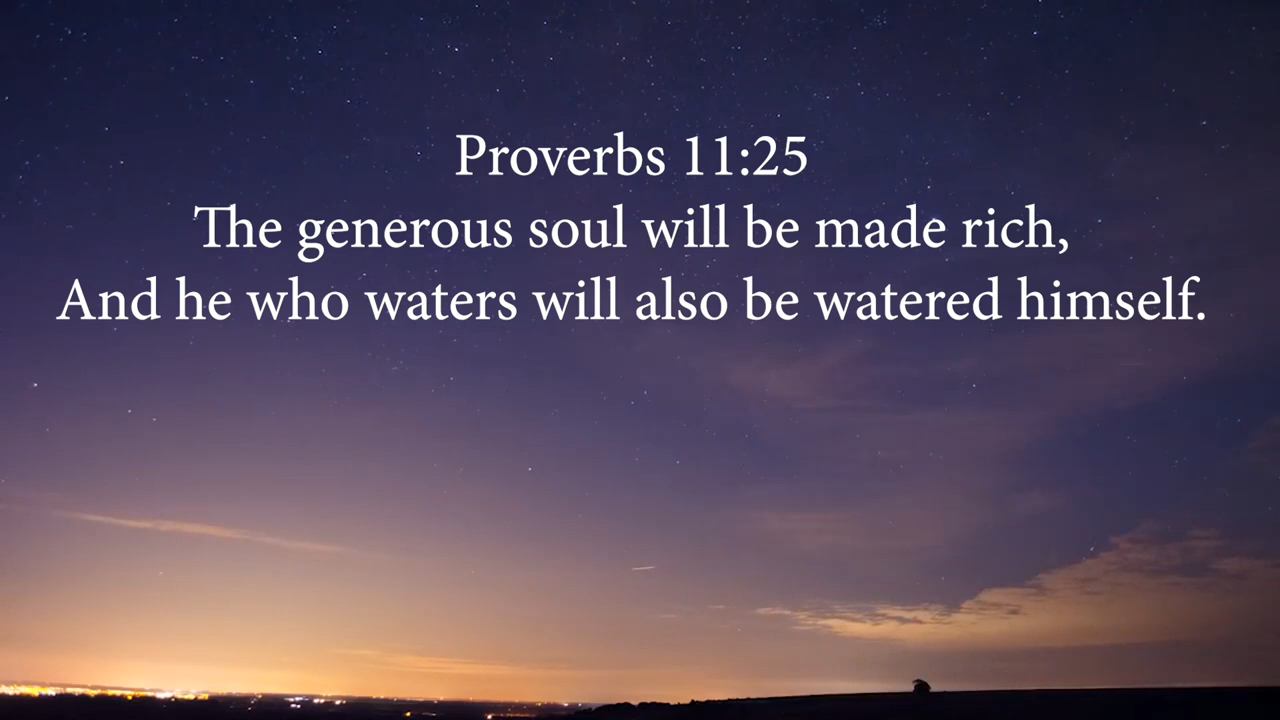 Proverbs 11:25
The generous soul will be made rich,
And he who waters will also be watered himself.